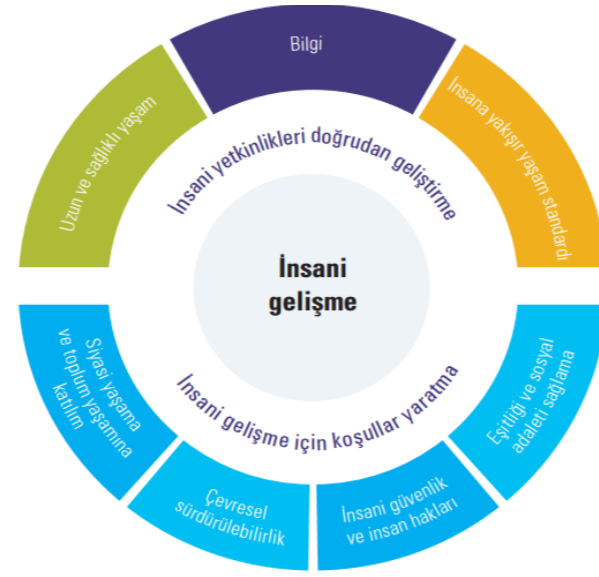 Bilgi
Uzun ve sağlıklı yaşam
İnsana yakışır yaşam standardı
İnsani yetkinlikleri doğrudan geliştirme
İnsani
gelişme
İnsani gelişme için koşullar yaratma
Siyasi yaşama
ve toplum yaşamına
katılım
Çevresel
sürdürülebilirlik
İnsani güvenlik
ve insan hakları
Eşitliği ve sosyal
adaleti sağlama